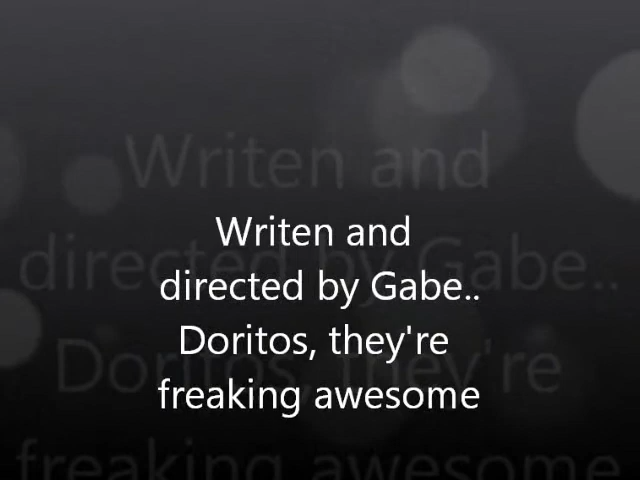 Writen and
directed by Gabe..
Doritos, they're
freaking awesome